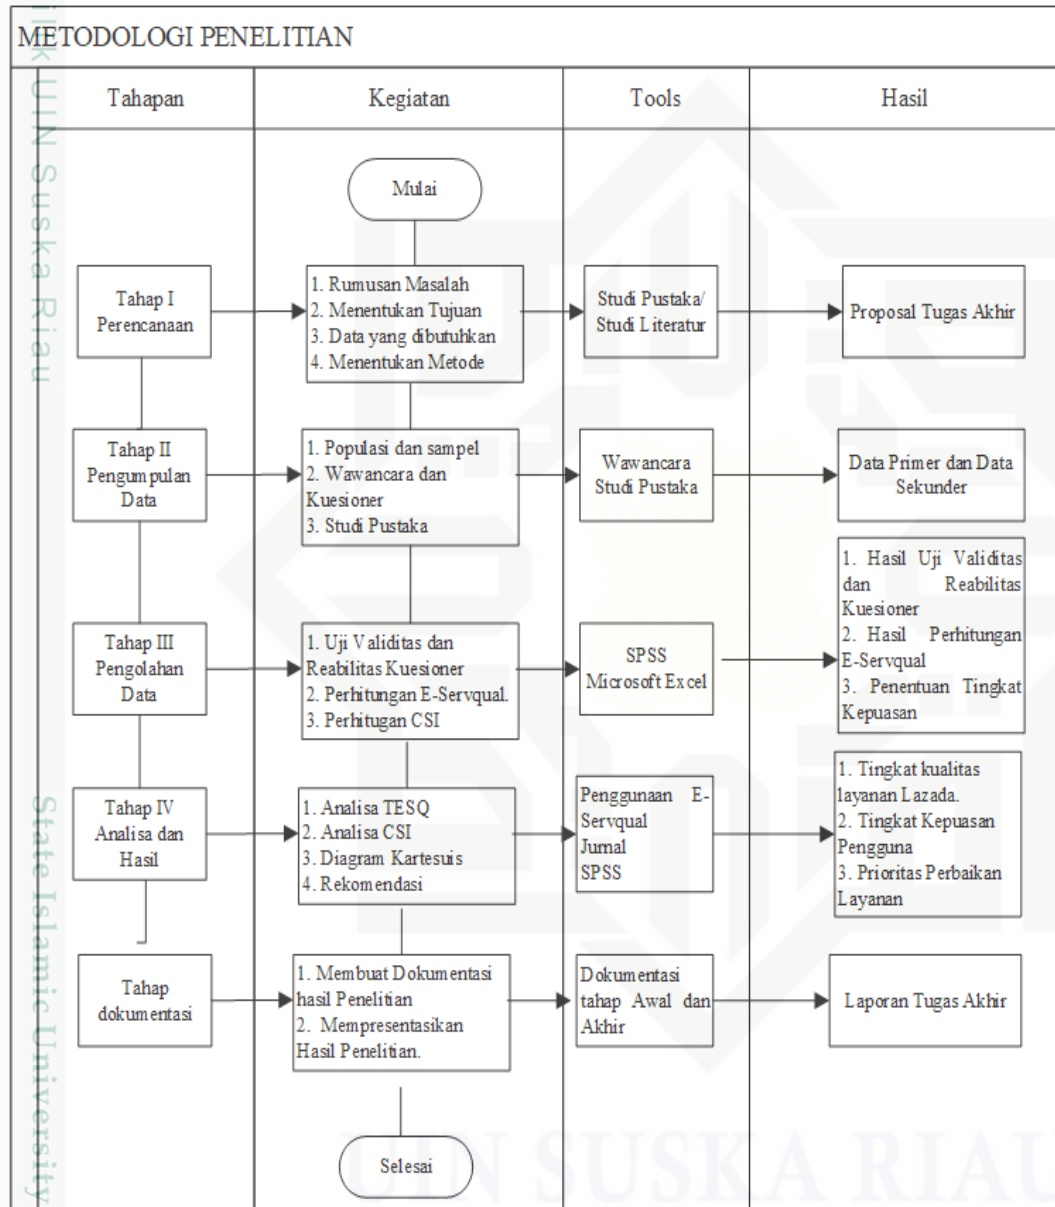 METODOLOGI PENELITIAN
Tahapan
Kegiatan
Tools
Hasil
Mulai
Tahap I
Perencanaan
1. Rumusan Masalah
2. Menentukan Tujuan
3. Data yang dibutuhkan
4. Menentukan Metode
Studi Pustaka/
Studi Literatur
Proposal Tugas Akhir
Tahap II
Pengumpulan
Data
1. Populasi dan sampel
2. Wawancara dan
Kuesioner
3. Studi Pustaka
Wawancara
Studi Pustaka
Data Primer dan Data
Sekunder
Tahap III
Pengolahan
Data
1. Uji Validitas dan
Reabilitas Kuesioner
2. Perhitungan E-Servqual.
3. Perhitugan CSI
SPSS
Microsoft Excel
1. Hasil Uji Validitas
dan Reabilitas
Kuesioner
2. Hasil Perhitungan
E-Servqual
3. Penentuan Tingkat
Kepuasan
Tahap IV
Analisa dan
Hasil
1. Analisa TESQ
2. Analisa CSI
3. Diagram Kartesuis
4. Rekomendasi
Penggunaan E-
Servqual
Jurnal
SPSS
1. Tingkat kualitas
layanan Lazada.
2. Tingkat Kepuasan
Pengguna
3. Prioritas Perbaikan
Layanan
Tahap
dokumentasi
1. Membuat Dokumentasi
hasil Penelitian
2. Mempresentasikan
Hasil Penelitian.
Dokumentasi
tahap Awal dan
Akhir
Laporan Tugas Akhir
Selesai
UIN Suska Riau
State Islamic University
UIN SUSKA RIAU